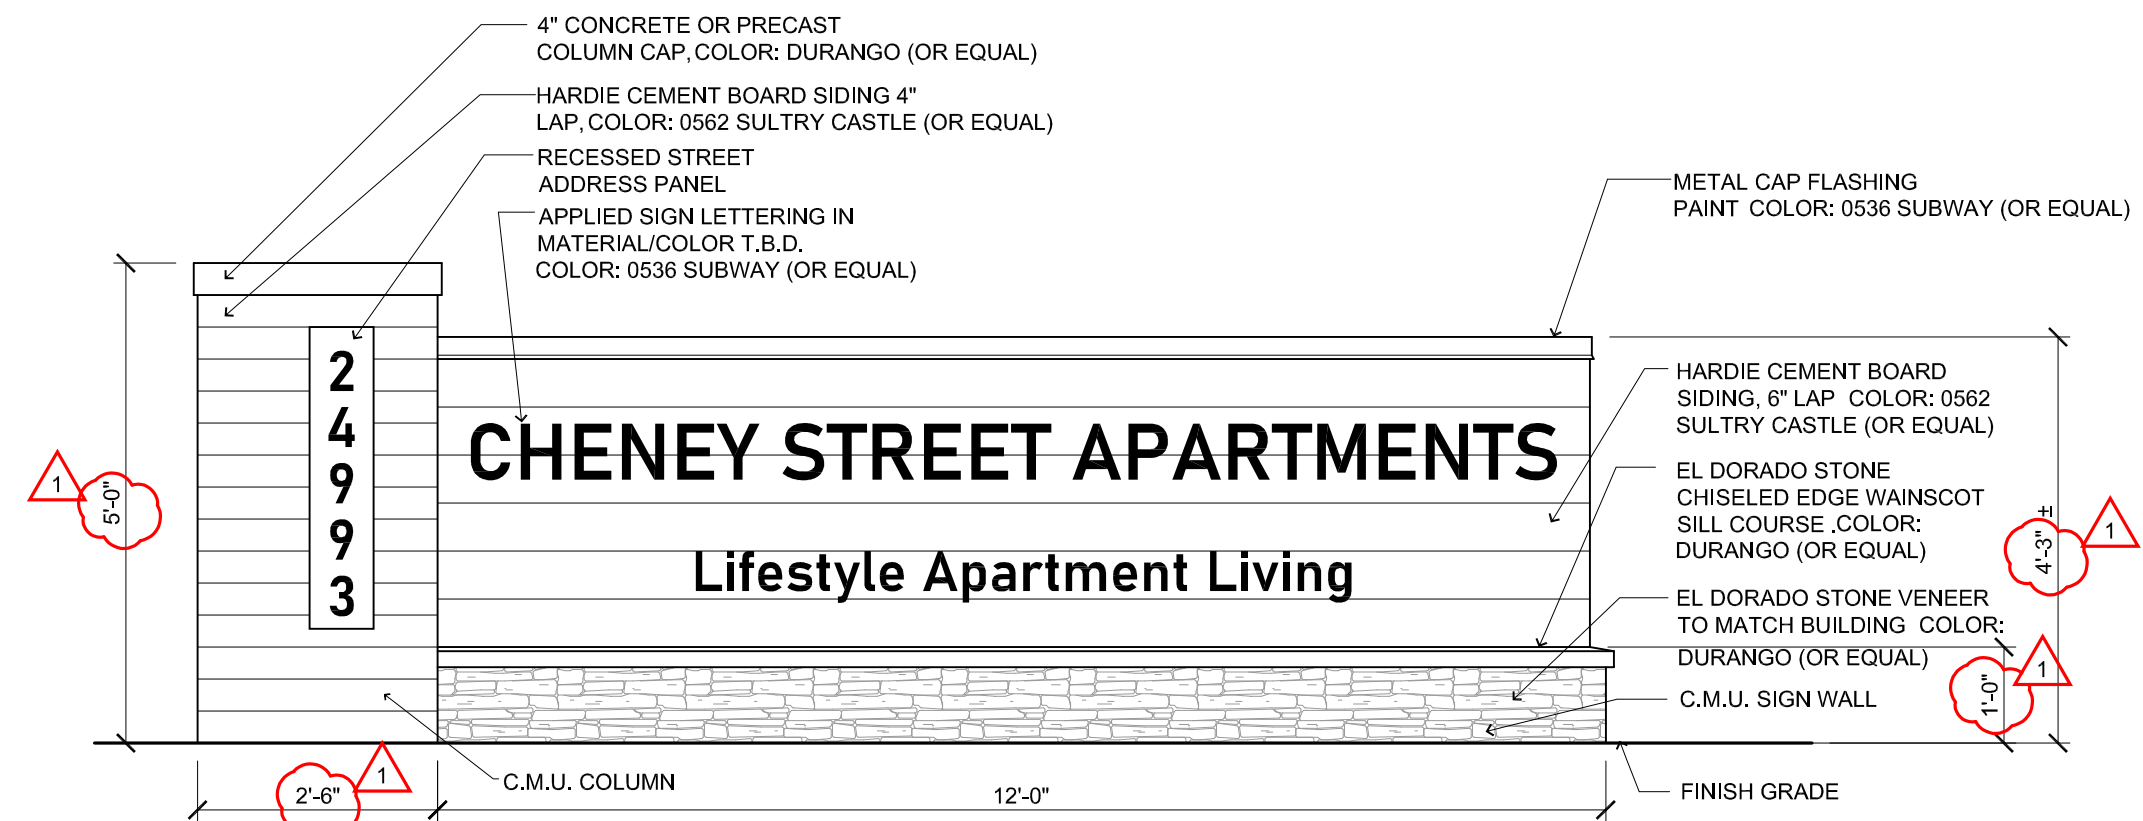 4" CONCRETE OR PRECAST
COLUMN CAP, COLOR: DURANGO (OR EQUAL)
HARDIE CEMENT BOARD SIDING 4"
LAP, COLOR: 0562 SULTRY CASTLE (OR EQUAL)
RECESSED STREET
ADDRESS PANEL
APPLIED SIGN LETTERING IN
MATERIAL/COLOR T.B.D.
COLOR: 0536 SUBWAY (OR EQUAL)
METAL CAP FLASHING
PAINT COLOR: 0536 SUBWAY (OR EQUAL)
2
4
9
9
3
CHENEY STREET APARTMENTS
Lifestyle Apartment Living
HARDIE CEMENT BOARD
SIDING, 6" LAP COLOR: 0562
SULTRY CASTLE (OR EQUAL)
EL DORADO STONE
CHISELED EDGE WAINSCOT
SILL COURSE .COLOR:
DURANGO (OR EQUAL)
EL DORADO STONE VENEER
TO MATCH BUILDING COLOR:
DURANGO (OR EQUAL)
C.M.U. SIGN WALL
FINISH GRADE
C.M.U. COLUMN
1
5'-0"
1
4'-3" ±
1
1'-0"
1
2'-6"
12'-0"